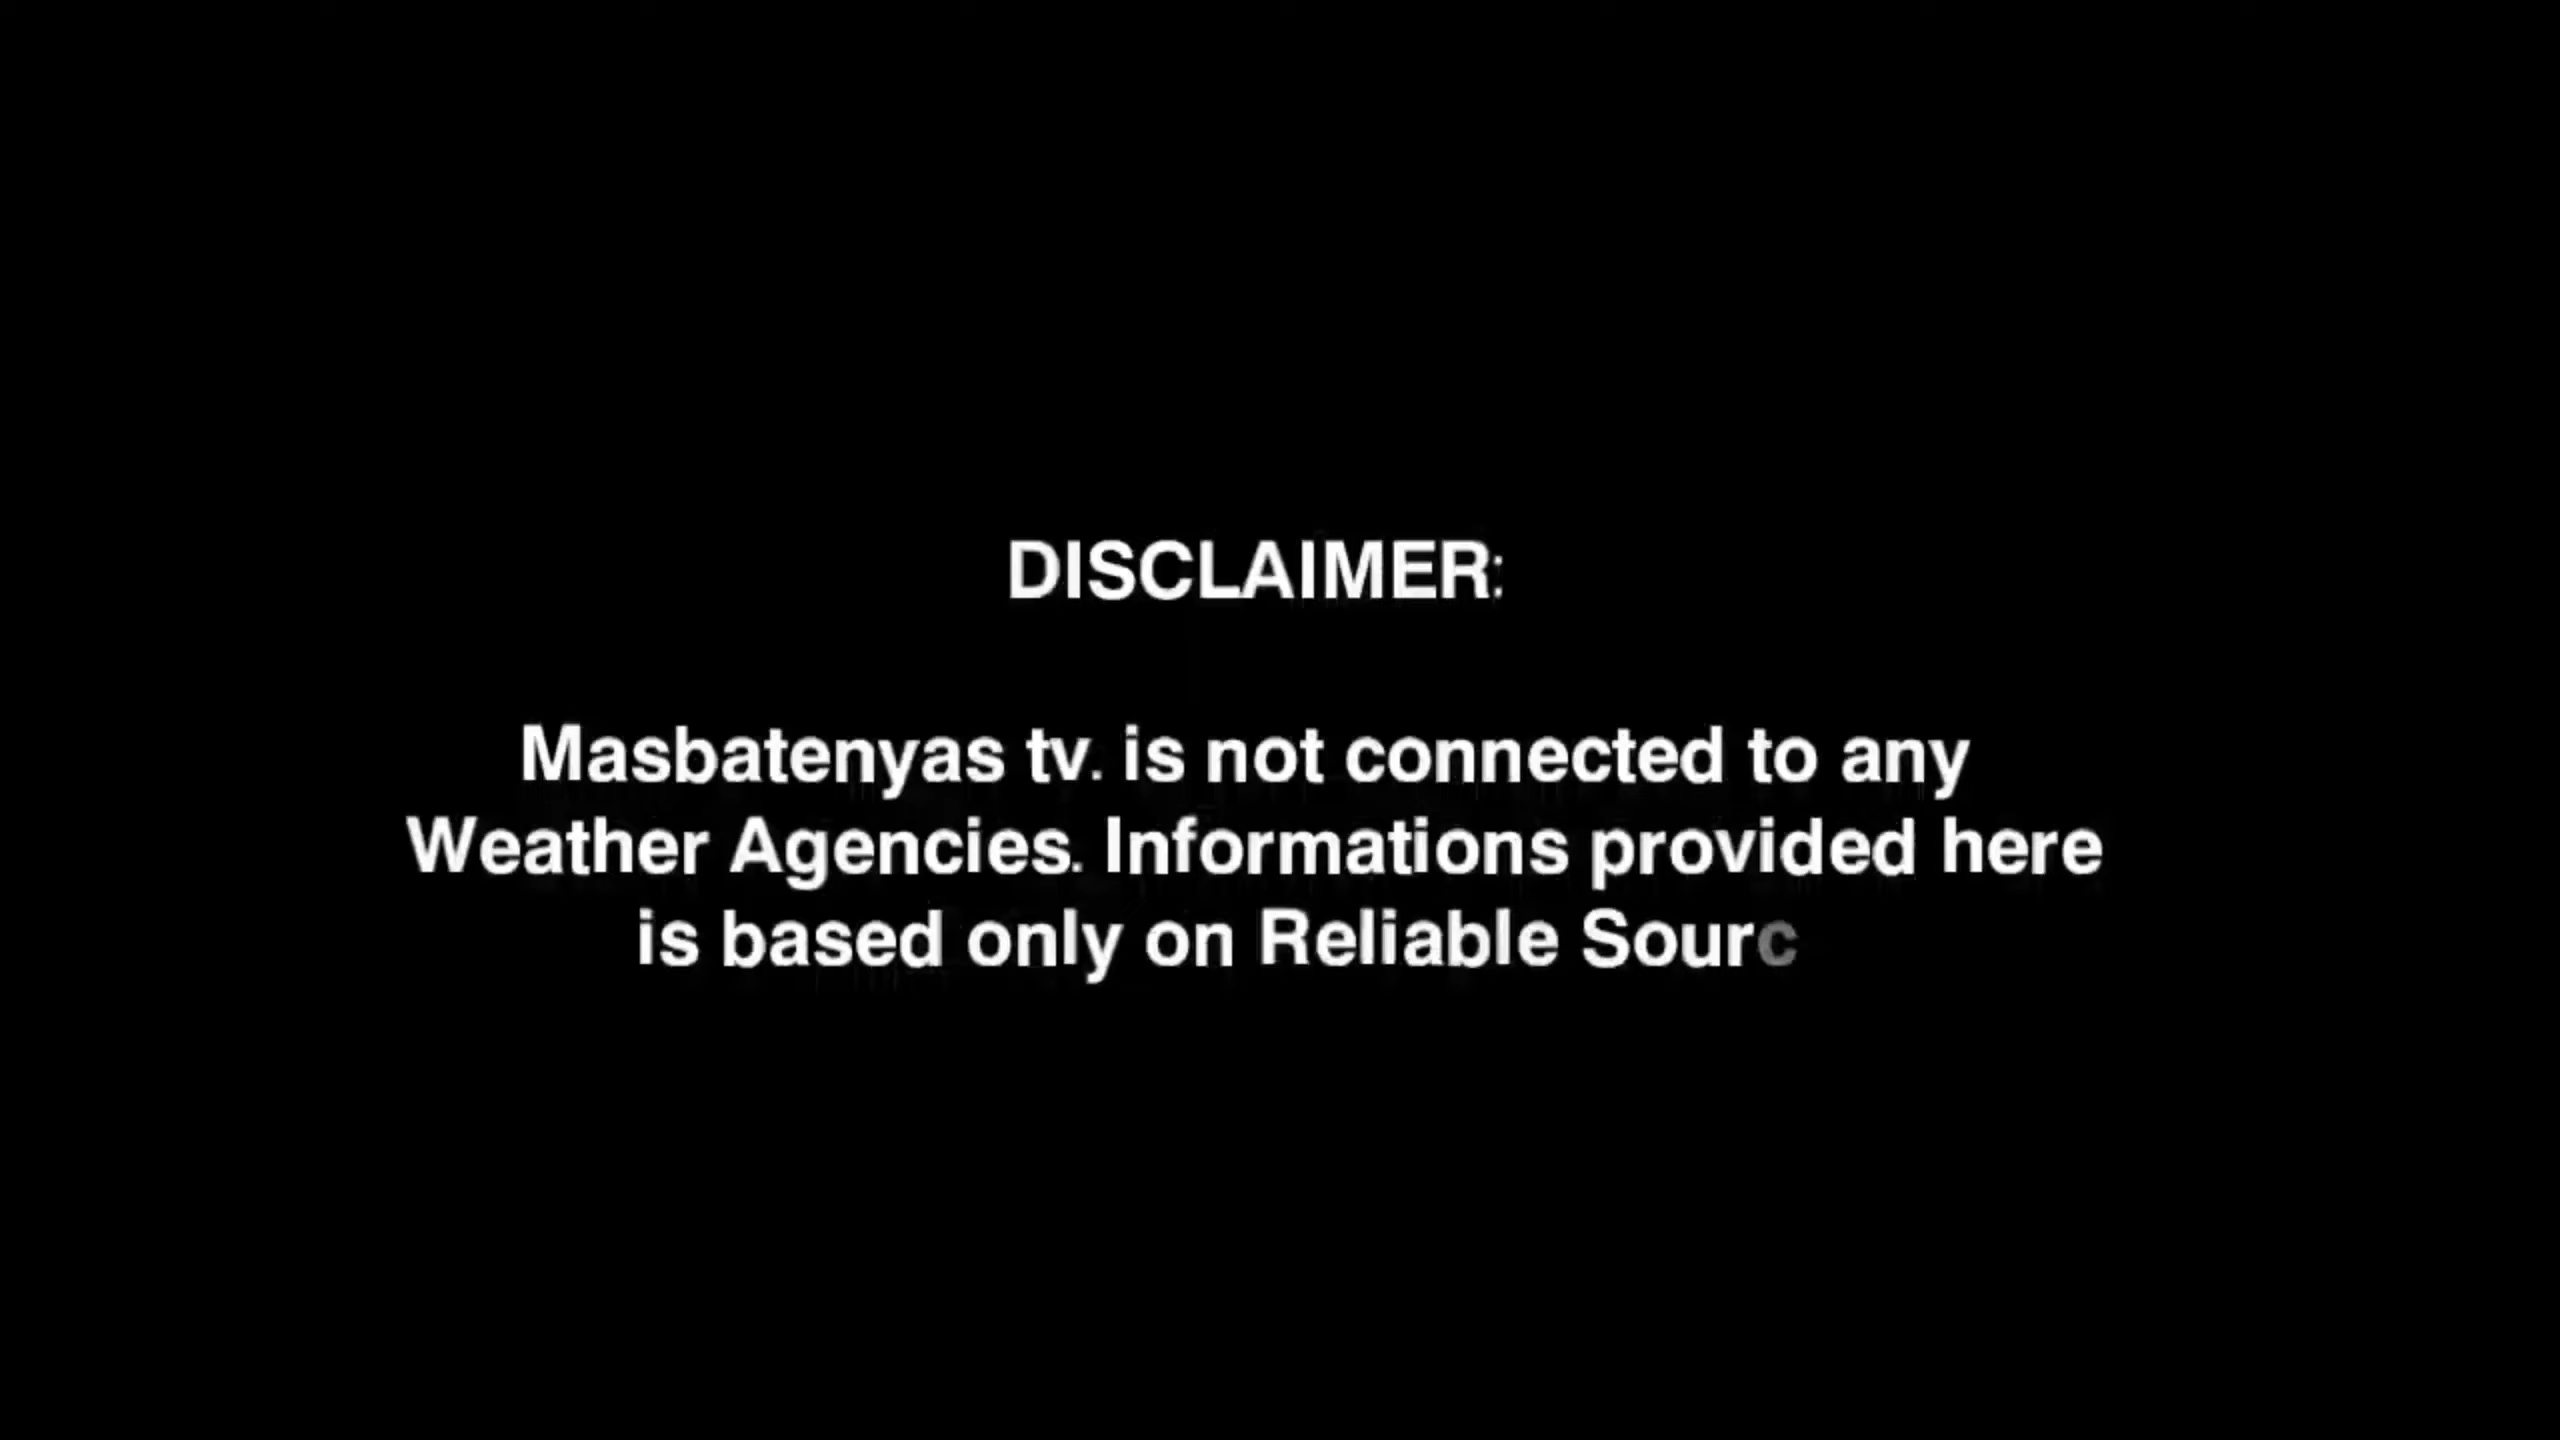 DISCLAIMER:
Masbatenyas tv. is not connected to any
Weather Agencies. Informations provided here
is based only on Reliable Sourc